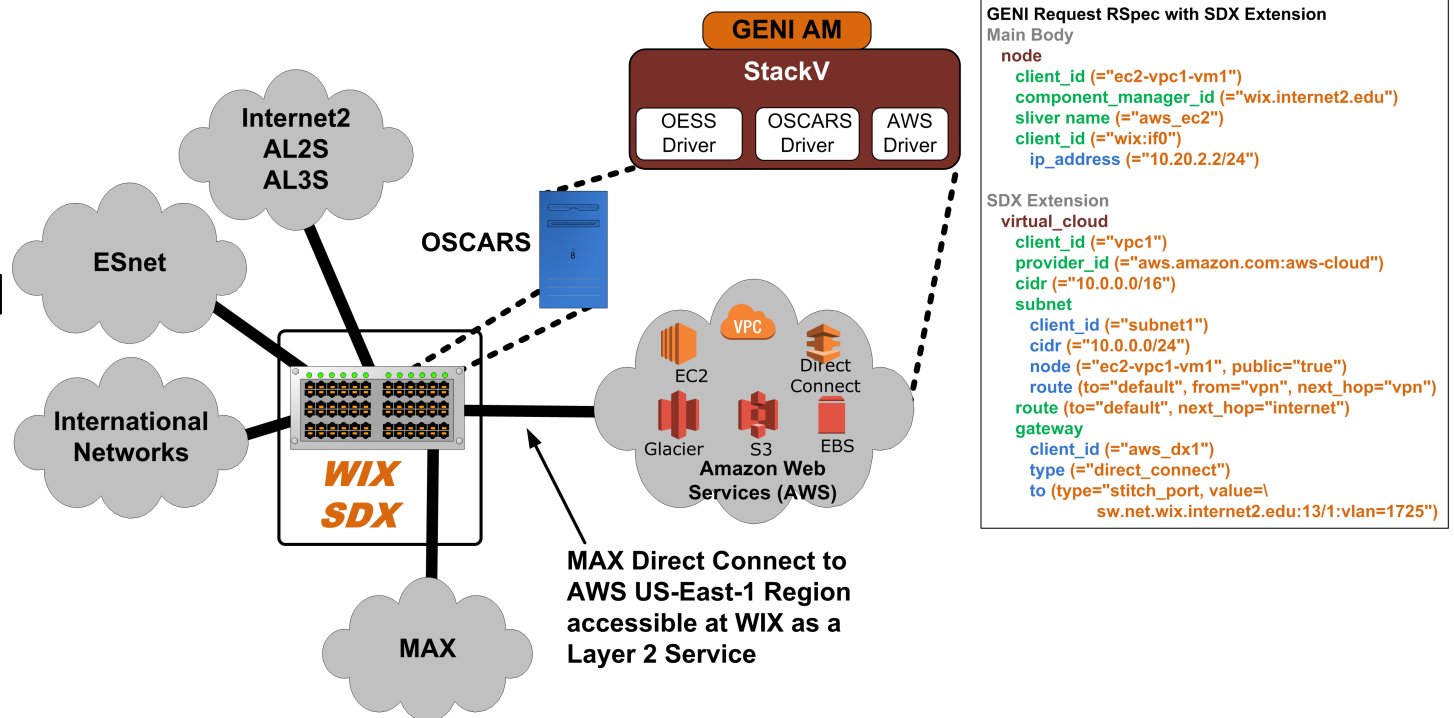 GENI AM
StackV
OESS
Driver
OSCARS
Driver
AWS
Driver
Internet2
AL2S
AL3S
ESnet
OSCARS
8
International
Networks
WIX
SDX
VPC
EC2
Direct
Connect
Glacier
S3
EBS
Amazon Web
Services (AWS)
MAX Direct Connect to
AWS US-East-1 Region
accessible at WIX as a
Layer 2 Service
MAX
GENI Request RSpec with SDX Extension
Main Body
node
client_id (="ec2-vpc1-vm1")
component_manager_id (="wix.internet2.edu")
sliver name (="aws_ec2")
client_id (="wix:if0")
ip_address (="10.20.2.2/24")
SDX Extension
virtual_cloud
client_id (="vpc1")
provider_id (="aws.amazon.com:aws-cloud")
cidr (="10.0.0.0/16")
subnet
client_id (="subnet1")
cidr (="10.0.0.0/24")
node (="ec2-vpc1-vm1", public="true")
route (to="default", from="vpn", next_hop="vpn")
route (to="default", next_hop="internet")
gateway
client_id (="aws_dx1")
type (="direct_connect")
to (type="stitch_port, value=\
sw.net.wix.internet2.edu:13/1:vlan=1725")